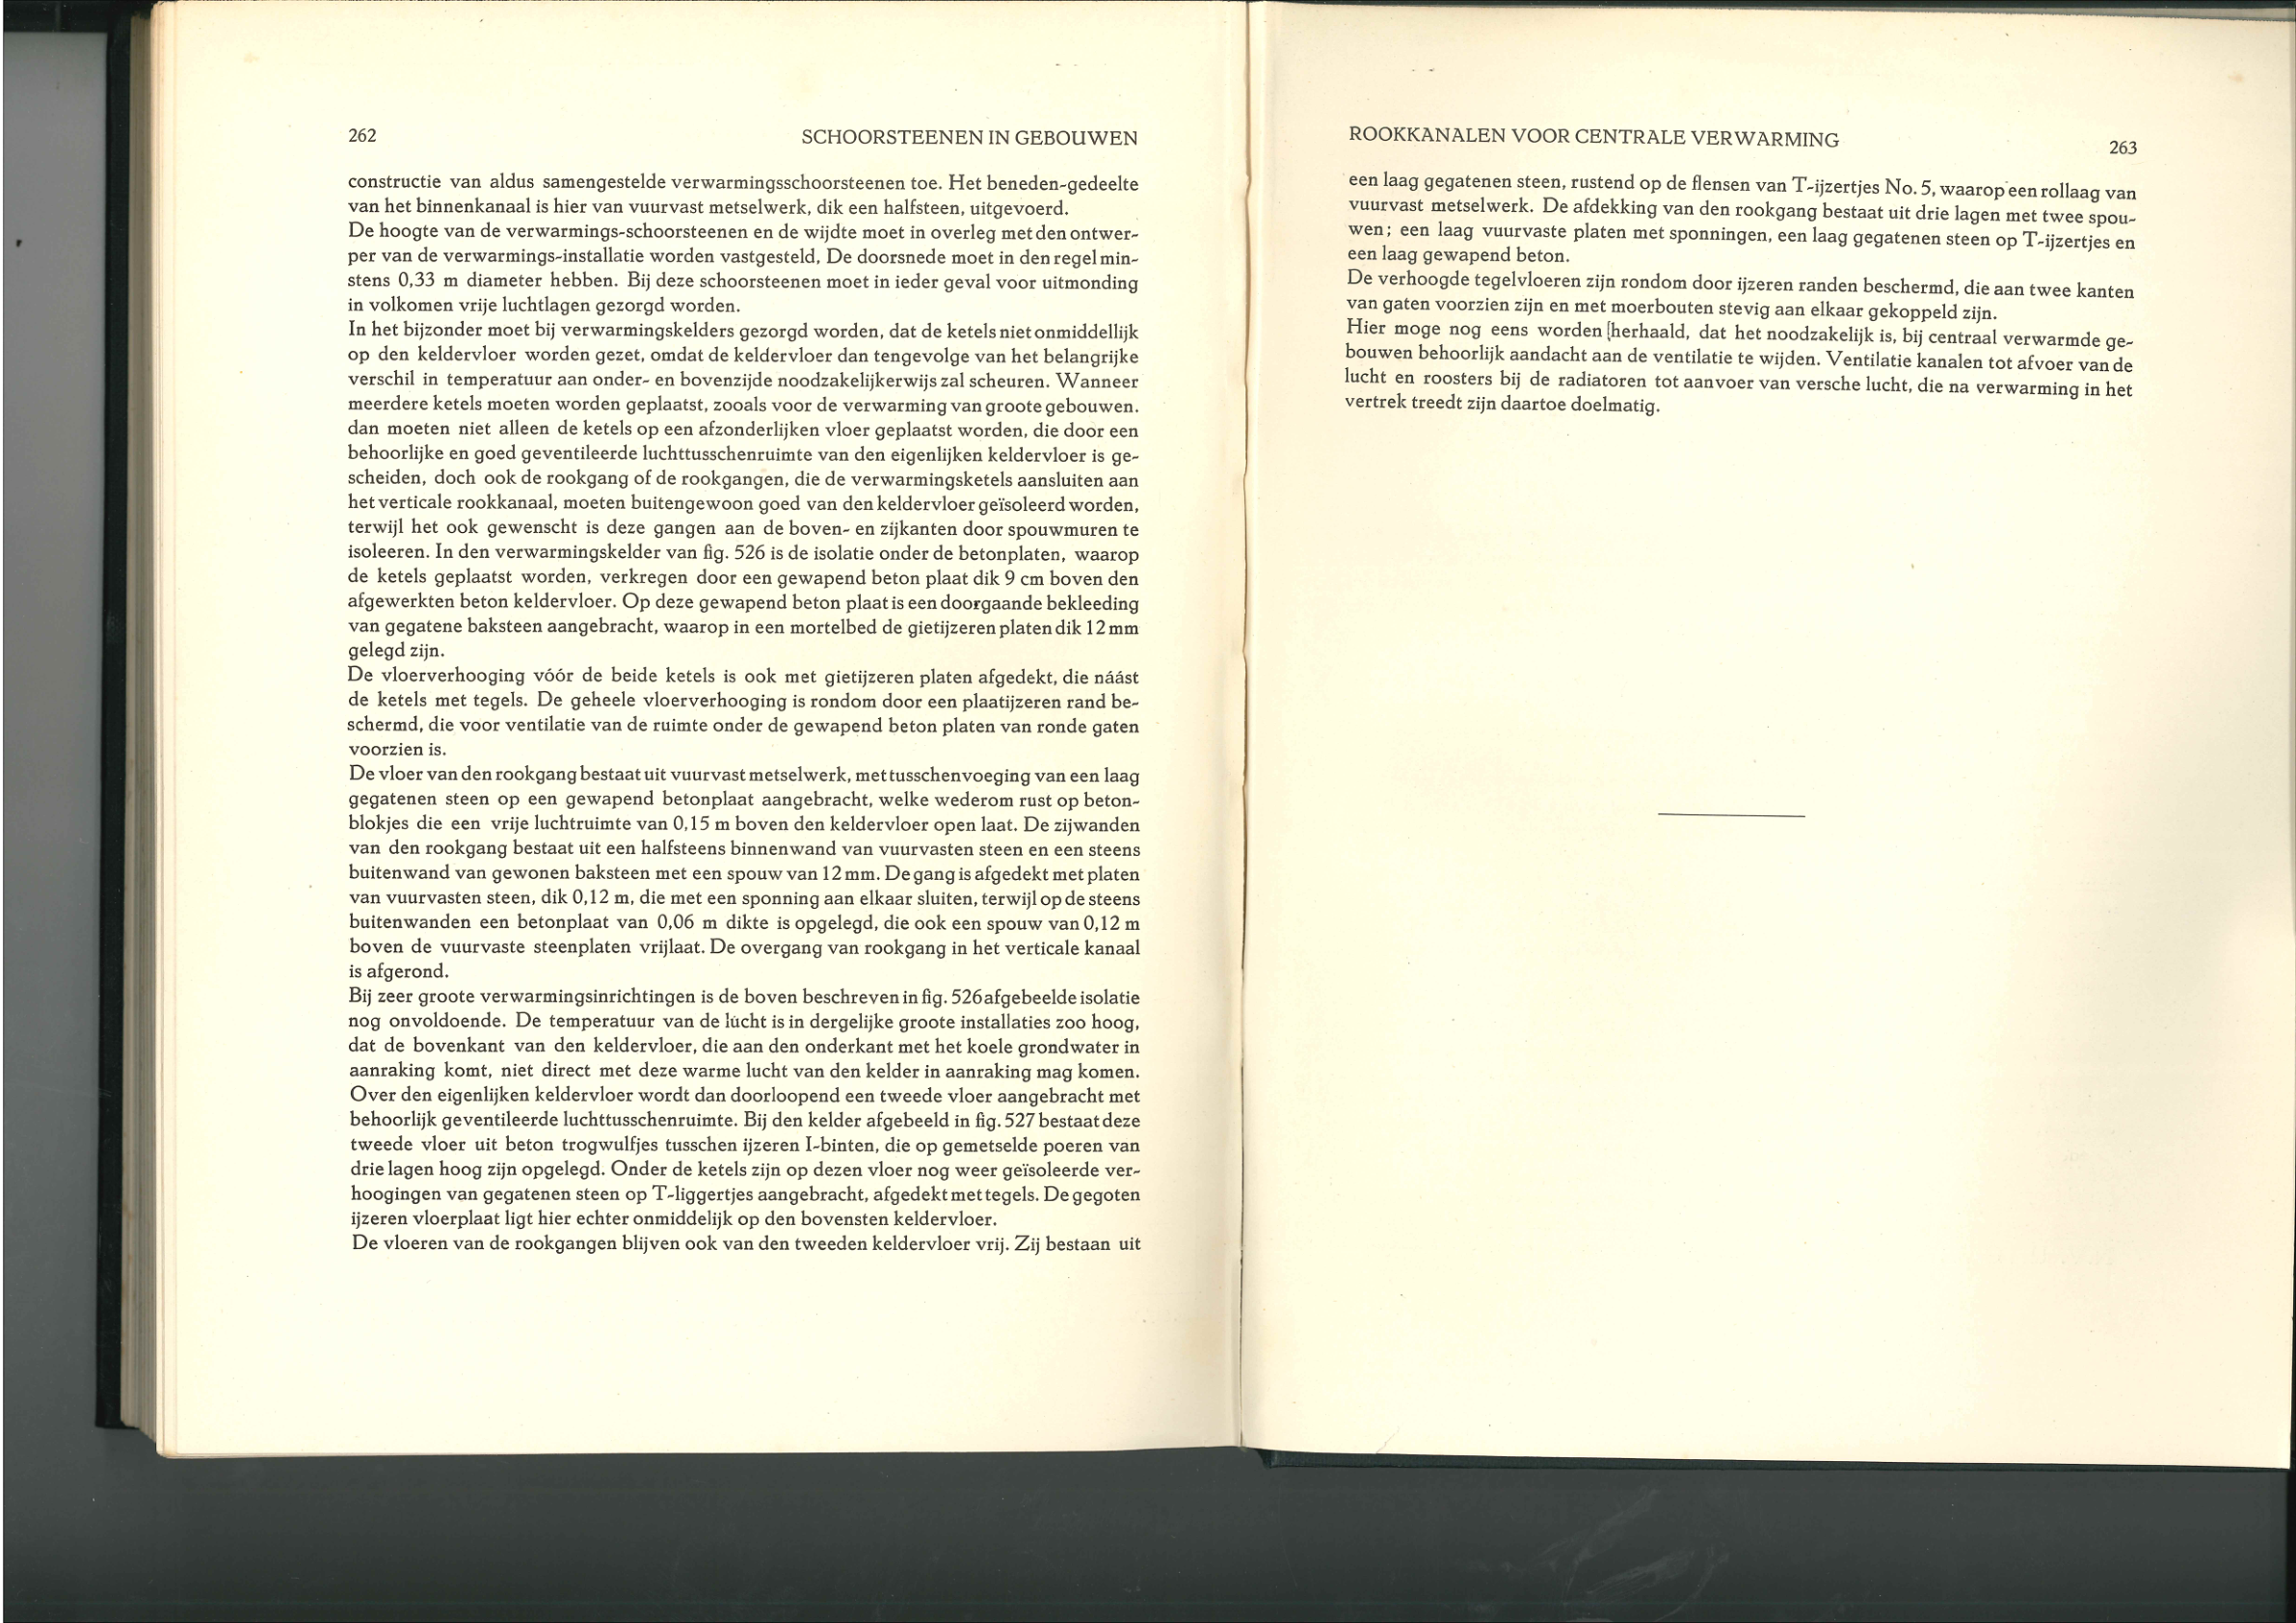 262
SCHOORSTEENEN IN GEBOUWEN
constructie van aldus samengestelde verwarmingsschoorsteenen toe. Het beneden-gedeelte
van het binnenkanaal is hier van vuurvast metselwerk, dik een halfsteen, uitgevoerd.
De hoogte van de verwarmings-schoorsteenen en de wijdte moet in overleg met den ontwer-
per van de verwarmings-installatie worden vastgesteld, De doorsnede moet in den regel min-
stens 0,33 m diameter hebben. Bij deze schoorsteenen moet in ieder geval voor uitmonding
in volkomen vrije luchtlagen gezorgd worden.
In het bijzonder moet bij verwarmingskelders gezorgd worden, dat de ketels niet onmiddellijk
op den keldervloer worden gezet, omdat de keldervloer dan tengevolge van het belangrijke
verschil in temperatuur aan onder- en bovenzijde noodzakelijkerwijs zal scheuren. Wanneer
meerdere ketels moeten worden geplaatst, zooals voor de verwarming van groote gebouwen.
dan moeten niet alleen de ketels op een afzonderlijken vloer geplaatst worden, die door een
behoorlijke en goed geventileerde luchttusschenruimte van den eigenlijken keldervloer is ge-
scheiden, doch ook de rookgang of de rookgangen, die de verwarmingsketels aansluiten aan
het verticale rookkanaal, moeten buitengewoon goed van den keldervloer geïsoleerd worden,
terwijl het ook gewenscht is deze gangen aan de boven- en zijkanten door spouwmuren te
isoleeren. In den verwarmingskelder van fig. 526 is de isolatie onder de betonplaten, waarop
de ketels geplaatst worden, verkregen door een gewapend beton plaat dik 9 cm boven den
afgewerkten beton keldervloer. Op deze gewapend beton plaat is een doorgaande bekleeding
van gegatene baksteen aangebracht, waarop in een mortelbed de gietijzeren platen dik 12 mm
gelegd zijn.
De vloerverhooging vóór de beide ketels is ook met gietijzeren platen afgedekt, die náást
de ketels met tegels. De geheele vloerverhooging is rondom door een plaatijzeren rand be-
schermd, die voor ventilatie van de ruimte onder de gewapend beton platen van ronde gaten
voorzien is.
De vloer van den rookgang bestaat uit vuurvast metselwerk, met tusschenvoeging van een laag
gegatenen steen op een gewapend betonplaat aangebracht, welke wederom rust op beton-
blokjes die een vrije luchtruimte van 0,15 m boven den keldervloer open laat. De zijwanden
van den rookgang bestaat uit een halfsteens binnenwand van vuurvasten steen en een steens
buitenwand van gewonen baksteen met een spouw van 12 mm. De gang is afgedekt met platen
van vuurvasten steen, dik 0,12 m, die met een sponning aan elkaar sluiten, terwijl op de steens
buitenwanden een betonplaat van 0,06 m dikte is opgelegd, die ook een spouw van 0,12 m
boven de vuurvaste steenplaten vrijlaat. De overgang van rookgang in het verticale kanaal
is afgerond.
Bij zeer groote verwarmingsinrichtingen is de boven beschreven in fig. 526 afgebeelde isolatie
nog onvoldoende. De temperatuur van de lucht is in dergelijke groote installaties zoo hoog,
dat de bovenkant van den keldervloer, die aan den onderkant met het koele grondwater in
aanraking komt, niet direct met deze warme lucht van den kelder in aanraking mag komen.
Over den eigenlijken keldervloer wordt dan doorloopend een tweede vloer aangebracht met
behoorlijk geventileerde luchttusschenruimte. Bij den kelder afgebeeld in fig. 527 bestaat deze
tweede vloer uit beton trogwulfjes tusschen ijzeren I-binten, die op gemetselde poeren van
drie lagen hoog zijn opgelegd. Onder de ketels zijn op dezen vloer nog weer geïsoleerde ver-
hoogingen van gegatenen steen op T-liggertjes aangebracht, afgedekt met tegels. De gegoten
ijzeren vloerplaat ligt hier echter onmiddelijk op den bovensten keldervloer.
De vloeren van de rookgangen blijven ook van den tweeden keldervloer vrij. Zij bestaan uit
ROOKKANALEN VOOR CENTRALE VERWARMING
263
een laag gegatenen steen, rustend op de flensen van T-ijzertjes No. 5, waarop een rollaag van
vuurvast metselwerk. De afdekking van den rookgang bestaat uit drie lagen met twee spou-
wen; een laag vuurvaste platen met sponningen, een laag gegatenen steen op T-ijzertjes en
een laag gewapend beton.
De verhoogde tegelvloeren zijn rondom door ijzeren randen beschermd, die aan twee kanten
van gaten voorzien zijn en met moerbouten stevig aan elkaar gekoppeld zijn.
Hier moge nog eens worden [herhaald, dat het noodzakelijk is, bij centraal verwarmde ge-
bouwen behoorlijk aandacht aan de ventilatie te wijden. Ventilatie kanalen tot afvoer van de
lucht en roosters bij de radiatoren tot aanvoer van versche lucht, die na verwarming in het
vertrek treedt zijn daartoe doelmatig.